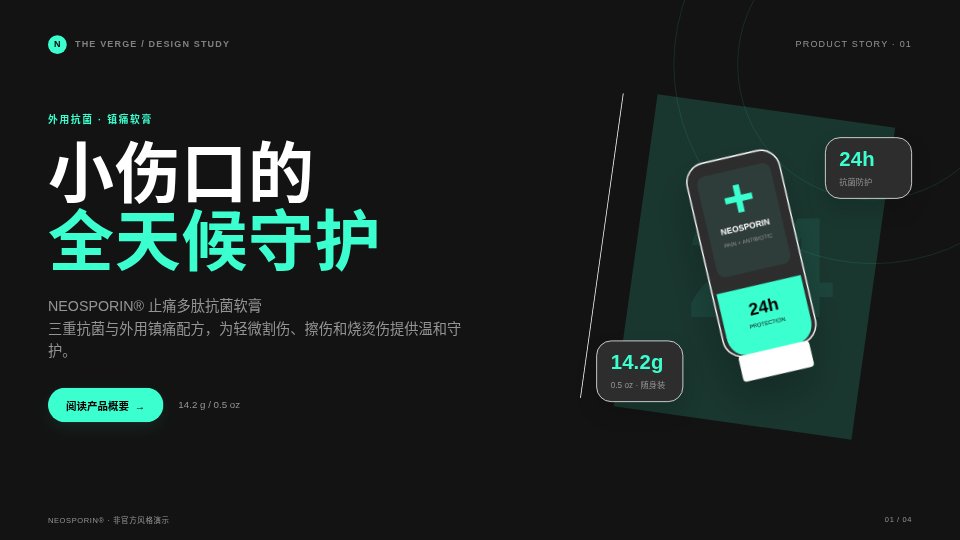 N THE VERGE / DESIGN STUDY
PRODUCT STORY · 01
外用抗菌 · 镇痛软膏
小伤口的
全天候守护
NEOSPORIN® 止痛多肽抗菌软膏
三重抗菌与外用镇痛配方，为轻微割伤、擦伤和烧烫伤提供温和守
护。
阅读产品概要 →
14.2 g / 0.5 oz
24h
抗菌防护
NEOSPORIN
PAIN + ANTIBIOTIC
24h
PROTECTION
14.2g
0.5 oz · 随身装
NEOSPORIN® · 非官方风格演示
01 / 04